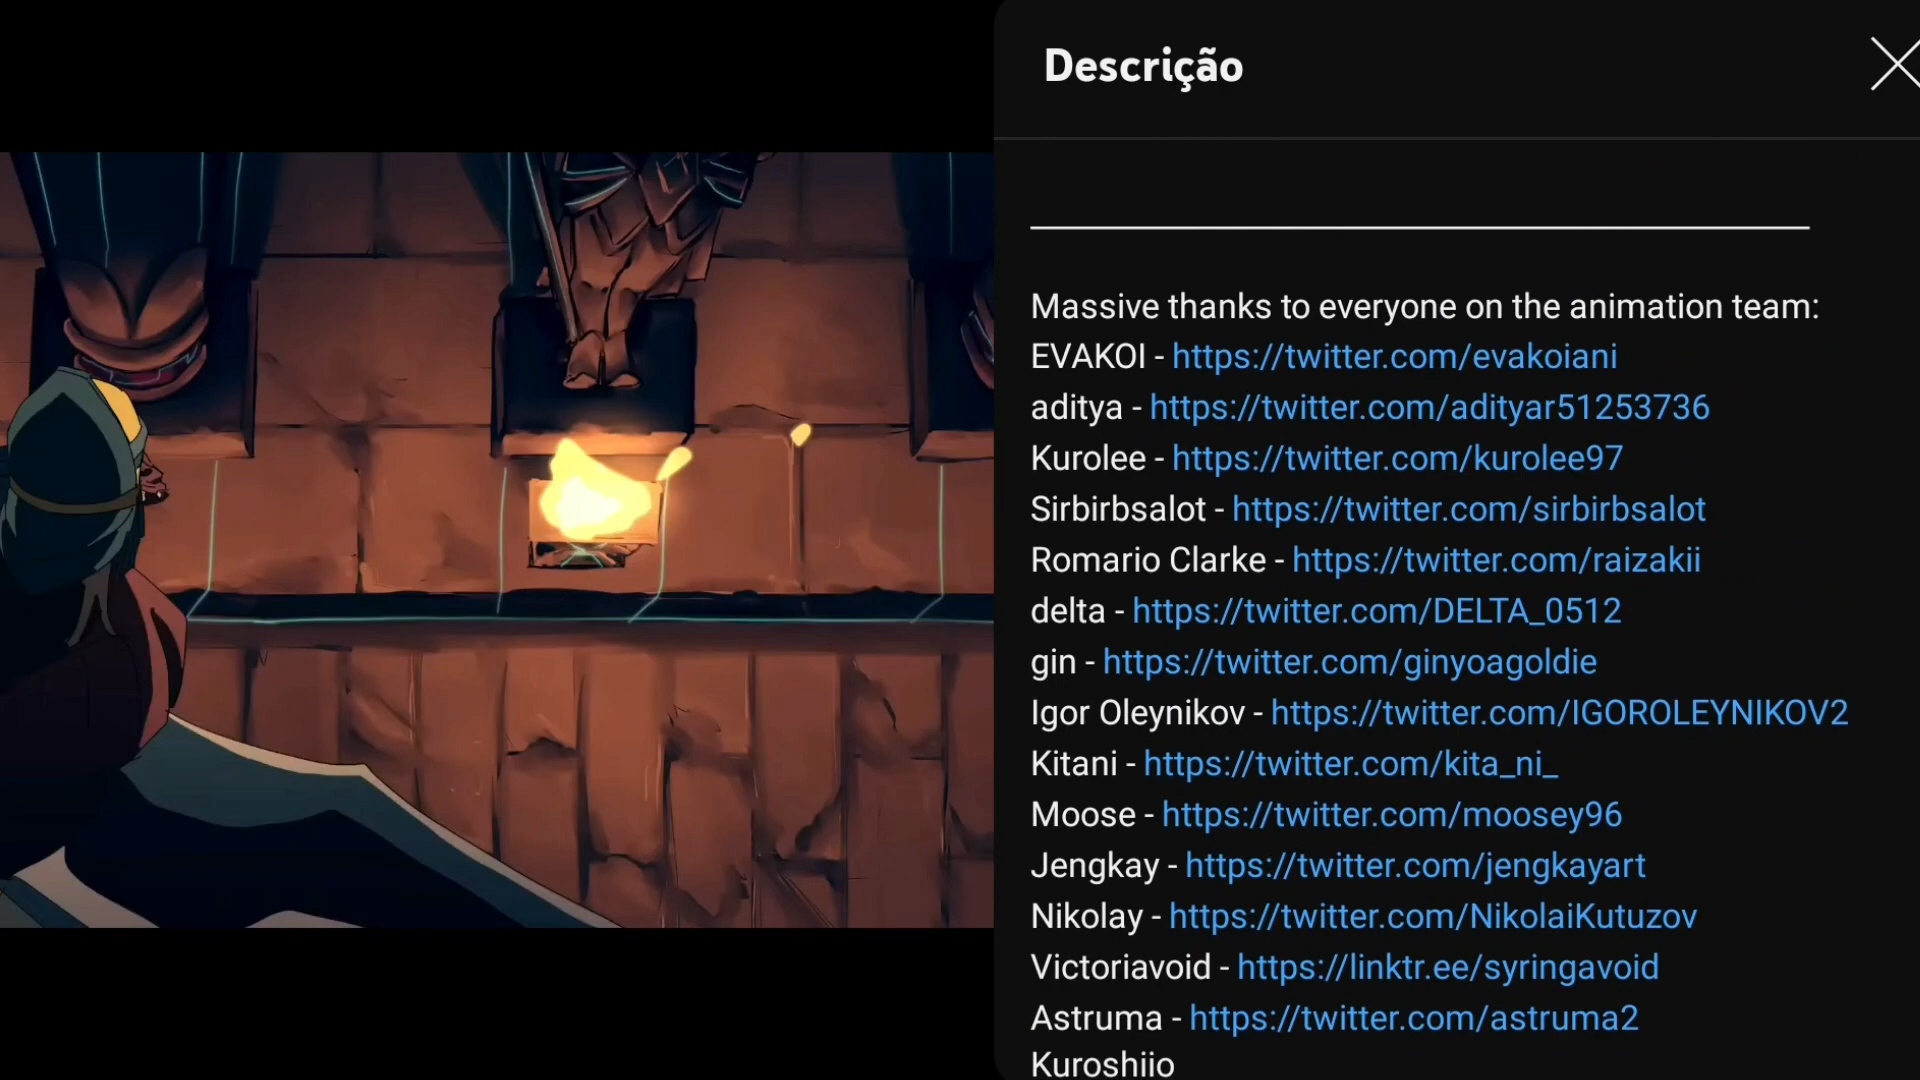 Descrição
Massive thanks to everyone on the animation team:
EVAKOI - https://twitter.com/evakoiani
aditya - https://twitter.com/adityar51253736
Kurolee - https://twitter.com/kurolee97
Sirbirbsalot - https://twitter.com/sirbirbsalot
Romario Clarke - https://twitter.com/raizakii
delta - https://twitter.com/DELTA_0512
gin - https://twitter.com/ginyoagoldie
Igor Oleynikov - https://twitter.com/IGOROLEYNIKOV2
Kitani - https://twitter.com/kita_ni_
Moose - https://twitter.com/moosey96
Jengkay - https://twitter.com/jengkayart
Nikolay - https://twitter.com/NikolaiKutuzov
Victoriavoid - https://linktr.ee/syringavoid
Astruma - https://twitter.com/astruma2
Kuroshiio